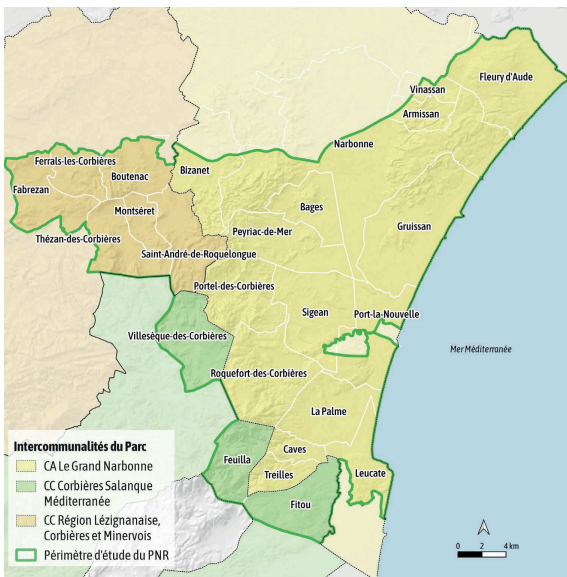 Fleury d'Aude
Vinassan
Armissan
Narbonne
Ferrals-les-Corbières
Bizanet
Boutenac
Fabrezan
Montséret
Bages
Gruissan
Peyriac-de-Mer
Thézan-des-Corbières
Saint-André-de-Roquelongue
Portel-des-Corbières
Sigean
Port-la-Nouvelle
Villesèque-des-Corbières
Mer Méditerranée
Roquefort-des-Corbières
La Palme
Intercommunalités du Parc
CA Le Grand Narbonne
CC Corbières Salanque
Méditerranée
CC Région Lézignanaise,
Corbières et Minervois
Périmètre d'étude du PNR
Feuilla
Caves
Treilles
Leucate
Fitou
0 2 4 km